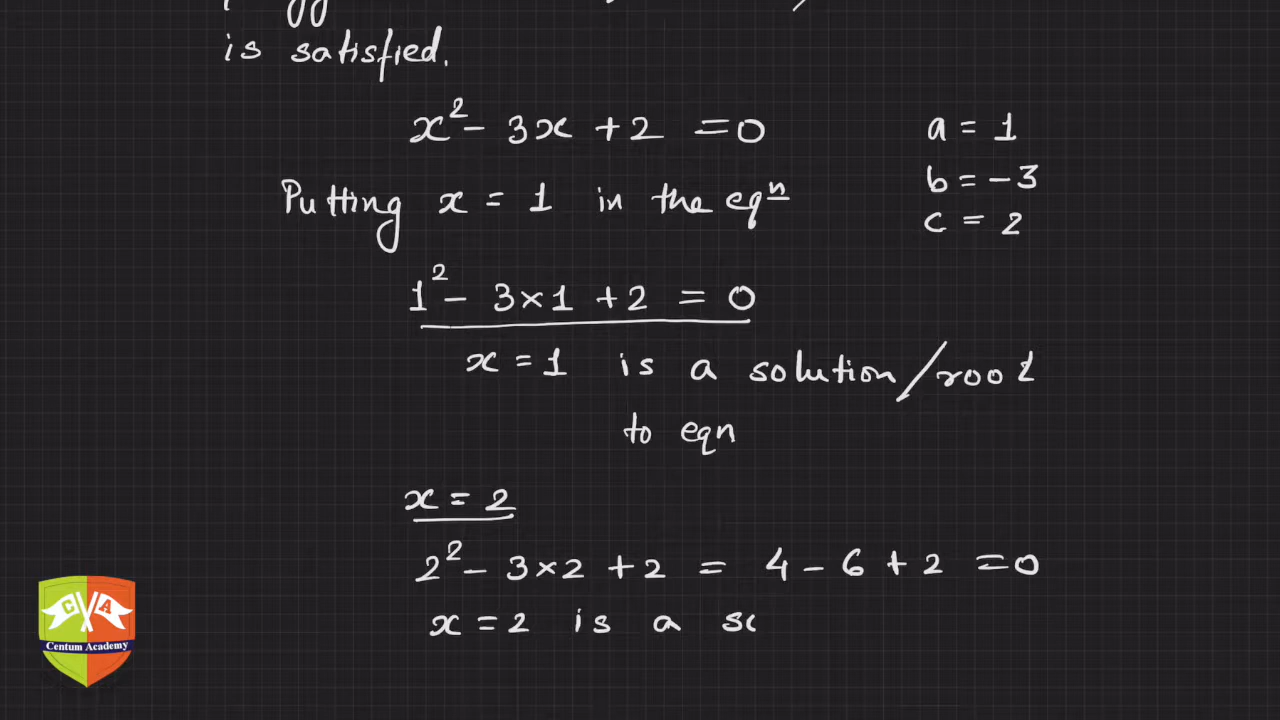 is satisfied.
x² - 3x + 2 = 0
a = 1
b = -3
c = 2
Putting x = 1 in the eqⁿ
1² - 3×1 + 2 = 0
x = 1 is a solution/root
to eqn
x = 2
2² - 3×2 + 2 = 4 - 6 + 2 = 0
x = 2 is a so
CA
Centum Academy